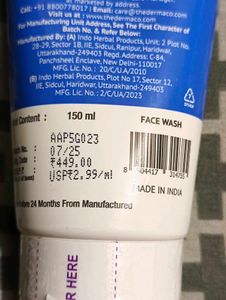 is Marketed by
Call us: +91 8800778017 Email: care@thedermaco.com
Visit us at www.thedermaco.com
For Manufacturing Unit Address, See The First Character of
Batch No. & Refer Below:
Manufactured By: (A) Indo Herbal Products, Unit: 2 Plot No.
28-29, Sector 1B, IIE, Sidcul, Ranipur, Haridwar,
Uttarakhand-249403 Regd. Address: C-84,
Panchsheel Enclave, New Delhi-110017
MFG Lic. No.: 20/C/UA/2010
(B) Indo Herbal Products, Plot No 17, Sector 12,
IIE, Sidcul, Haridwar, Uttarakhand-249403
Mfg. Lic. No.: 2/C/UA/2023
Content : 150 ml FACE WASH
AAP5G023
07/25
₹449.00
USP₹2.99/ml
MADE IN INDIA
24 Months From Manufactured
HERE